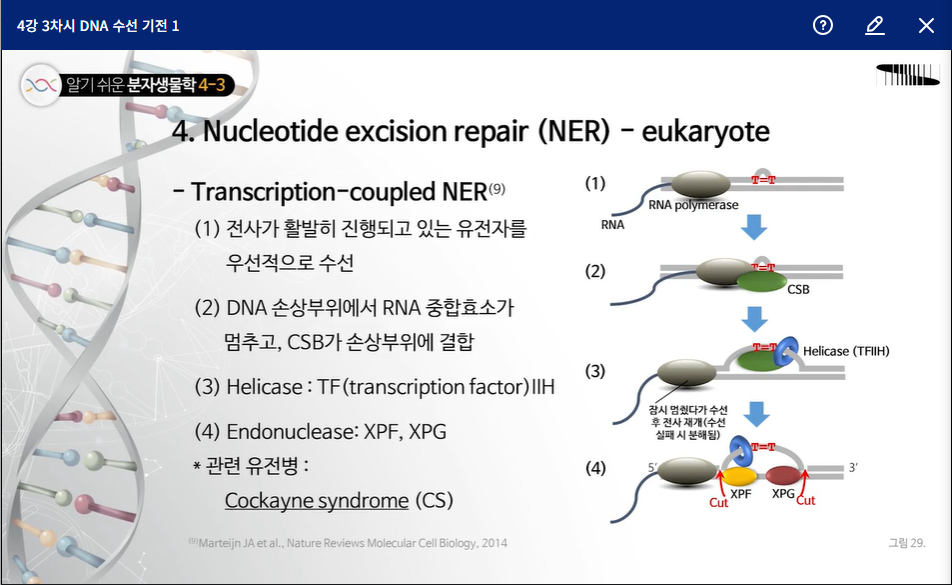 4강 3차시 DNA 수선 기전 1
알기 쉬운 분자생물학 4-3
4. Nucleotide excision repair (NER) - eukaryote
- Transcription-coupled NER(9)
(1) 전사가 활발히 진행되고 있는 유전자를
우선적으로 수선
(2) DNA 손상부위에서 RNA 중합효소가
멈추고, CSB가 손상부위에 결합
(3) Helicase : TF(transcription factor)IIH
(4) Endonuclease: XPF, XPG
* 관련 유전병 :
Cockayne syndrome (CS)
(9)Marteijn JA et al., Nature Reviews Molecular Cell Biology, 2014
(1)
T=T
RNA polymerase
RNA
(2)
T=T
CSB
(3)
T=T
Helicase (TFIIH)
잠시 멈췄다가 수선
후 전사 재개(수선
실패 시 분해됨)
(4)
5'
T=T
3'
XPF
XPG
Cut
Cut
그림 29.